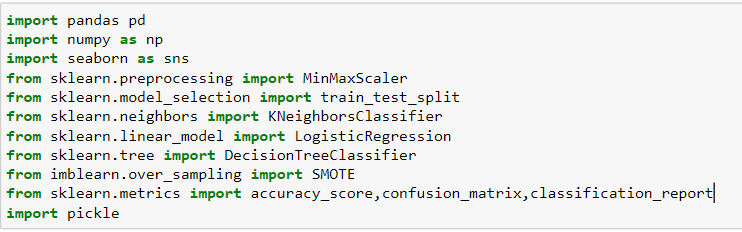 import pandas pd
import numpy as np
import seaborn as sns
from sklearn.preprocessing import MinMaxScaler
from sklearn.model_selection import train_test_split
from sklearn.neighbors import KNeighborsClassifier
from sklearn.linear_model import LogisticRegression
from sklearn.tree import DecisionTreeClassifier
from imblearn.over_sampling import SMOTE
from sklearn.metrics import accuracy_score,confusion_matrix,classification_report
import pickle